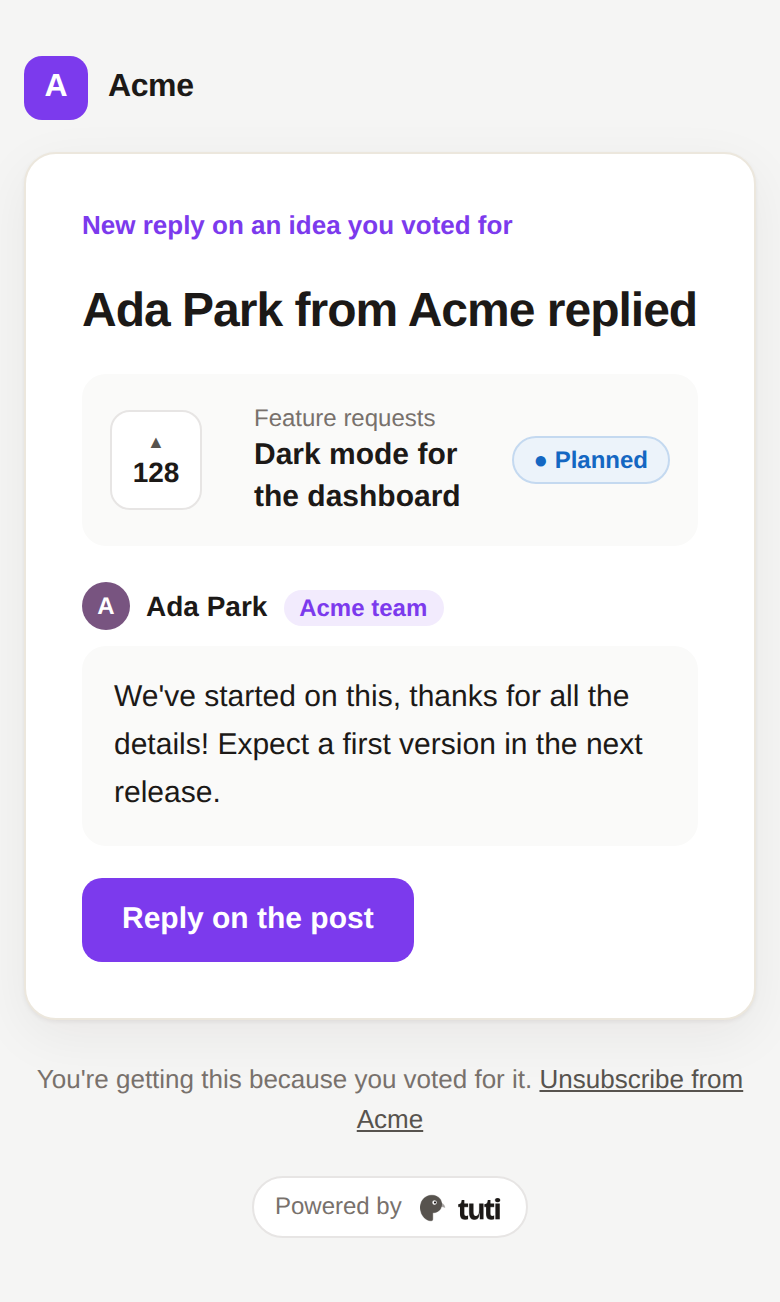 A Acme
New reply on an idea you voted for
Ada Park from Acme replied
▲
128
Feature requests
Dark mode for
the dashboard
● Planned
A Ada Park Acme team
We've started on this, thanks for all the
details! Expect a first version in the next
release.
Reply on the post
You're getting this because you voted for it. Unsubscribe from
Acme
Powered by tuti